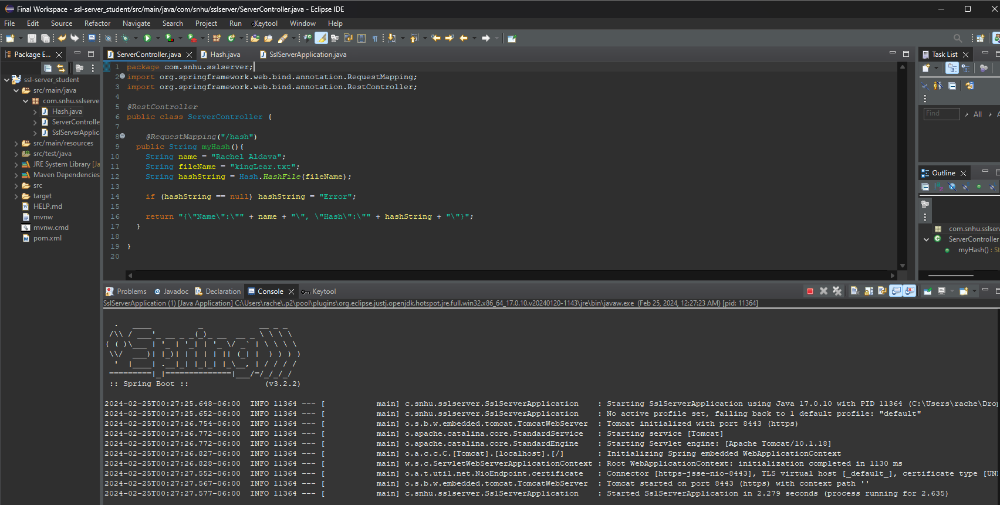 Final Workspace - ssl-server_student/src/main/java/com/snhu/sslserver/ServerController.java - Eclipse IDE
File Edit Source Refactor Navigate Search Project Run Keytool Window Help
Package E...
ssl-server_student
src/main/java
com.snhu.sslserve
Hash.java
ServerControlle
SslServerApplic
src/main/resources
src/test/java
JRE System Library [Ja
Maven Dependencies
src
target
HELP.md
mvnw
mvnw.cmd
pom.xml
ServerController.java Hash.java SslServerApplication.java
1 package com.snhu.sslserver;
2 import org.springframework.web.bind.annotation.RequestMapping;
3 import org.springframework.web.bind.annotation.RestController;
4
5 @RestController
6 public class ServerController {
7
8 @RequestMapping("/hash")
9 public String myHash(){
10 String name = "Rachel Aldava";
11 String fileName = "kingLear.txt";
12 String hashString = Hash.HashFile(fileName);
13
14 if (hashString == null) hashString = "Error";
15
16 return "{\"Name\":\"" + name + "\", \"Hash\":\"" + hashString + "\"}";
17 }
18
19 }
20
Task List
Find All A
Outline
com.snhu.sslserv
ServerController
myHash() : St
Problems Javadoc Declaration Console Keytool
SslServerApplication (1) [Java Application] C:\Users\rache\.p2\pool\plugins\org.eclipse.justj.openjdk.hotspot.jre.full.win32.x86_64_17.0.10.v20240120-1143\jre\bin\javaw.exe (Feb 25, 2024, 12:27:23 AM) [pid: 11364]
Spring
:: Spring Boot :: (v3.2.2)
2024-02-25T00:27:25.648-06:00 INFO 11364 --- [ main] c.snhu.sslserver.SslServerApplication : Starting SslServerApplication using Java 17.0.10 with PID 11364 (C:\Users\rache\Drop
2024-02-25T00:27:25.652-06:00 INFO 11364 --- [ main] c.snhu.sslserver.SslServerApplication : No active profile set, falling back to 1 default profile: "default"
2024-02-25T00:27:26.754-06:00 INFO 11364 --- [ main] o.s.b.w.embedded.tomcat.TomcatWebServer : Tomcat initialized with port 8443 (https)
2024-02-25T00:27:26.772-06:00 INFO 11364 --- [ main] o.apache.catalina.core.StandardService : Starting service [Tomcat]
2024-02-25T00:27:26.772-06:00 INFO 11364 --- [ main] o.apache.catalina.core.StandardEngine : Starting Servlet engine: [Apache Tomcat/10.1.18]
2024-02-25T00:27:26.827-06:00 INFO 11364 --- [ main] o.a.c.c.C.[Tomcat].[localhost].[/] : Initializing Spring embedded WebApplicationContext
2024-02-25T00:27:26.828-06:00 INFO 11364 --- [ main] w.s.c.ServletWebServerApplicationContext : Root WebApplicationContext: initialization completed in 1130 ms
2024-02-25T00:27:27.552-06:00 INFO 11364 --- [ main] o.a.t.util.net.NioEndpoint.certificate : Connector [https-jsse-nio-8443], TLS virtual host [_default_], certificate type [UN
2024-02-25T00:27:27.567-06:00 INFO 11364 --- [ main] o.s.b.w.embedded.tomcat.TomcatWebServer : Tomcat started on port 8443 (https) with context path ''
2024-02-25T00:27:27.577-06:00 INFO 11364 --- [ main] c.snhu.sslserver.SslServerApplication : Started SslServerApplication in 2.279 seconds (process running for 2.635)